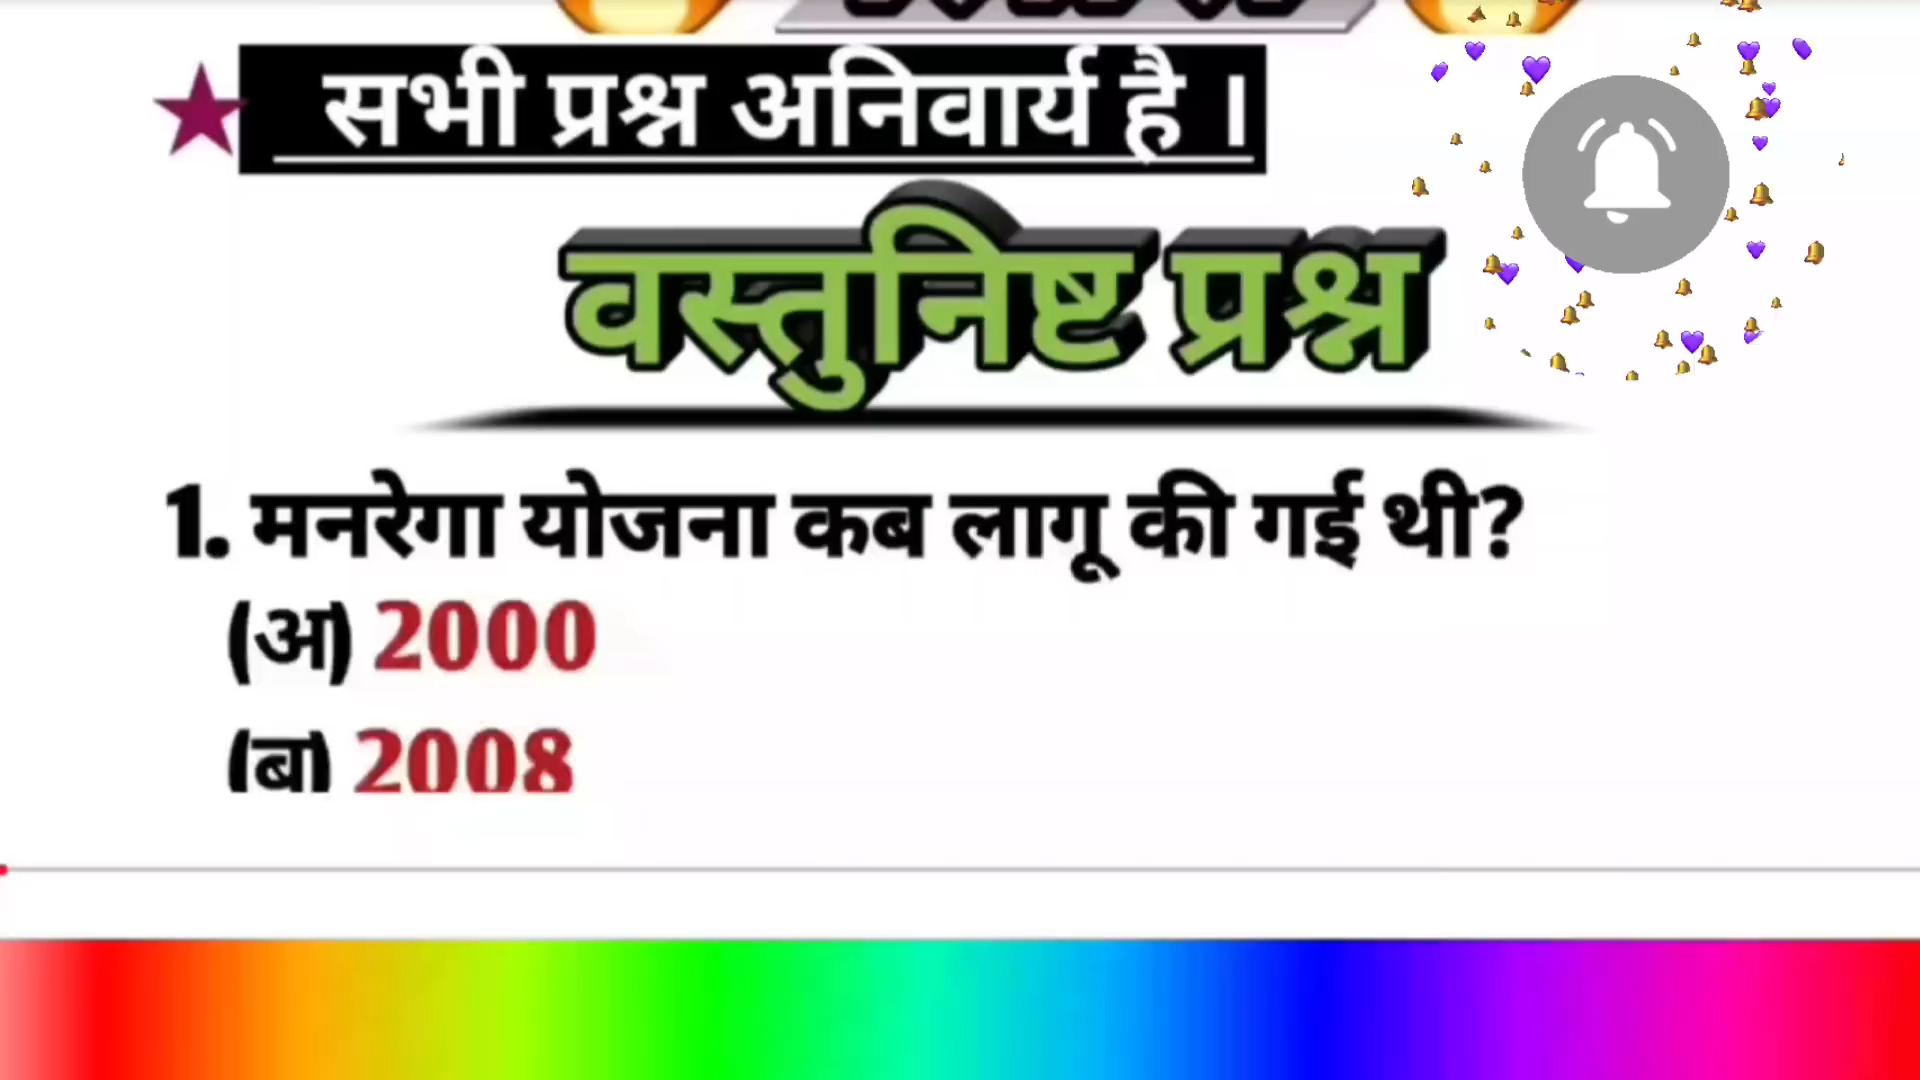 सभी प्रश्न अनिवार्य है ।
वस्तुनिष्ट प्रश्न
1. मनरेगा योजना कब लागू की गई थी?
(अ) 2000
(ब) 2008